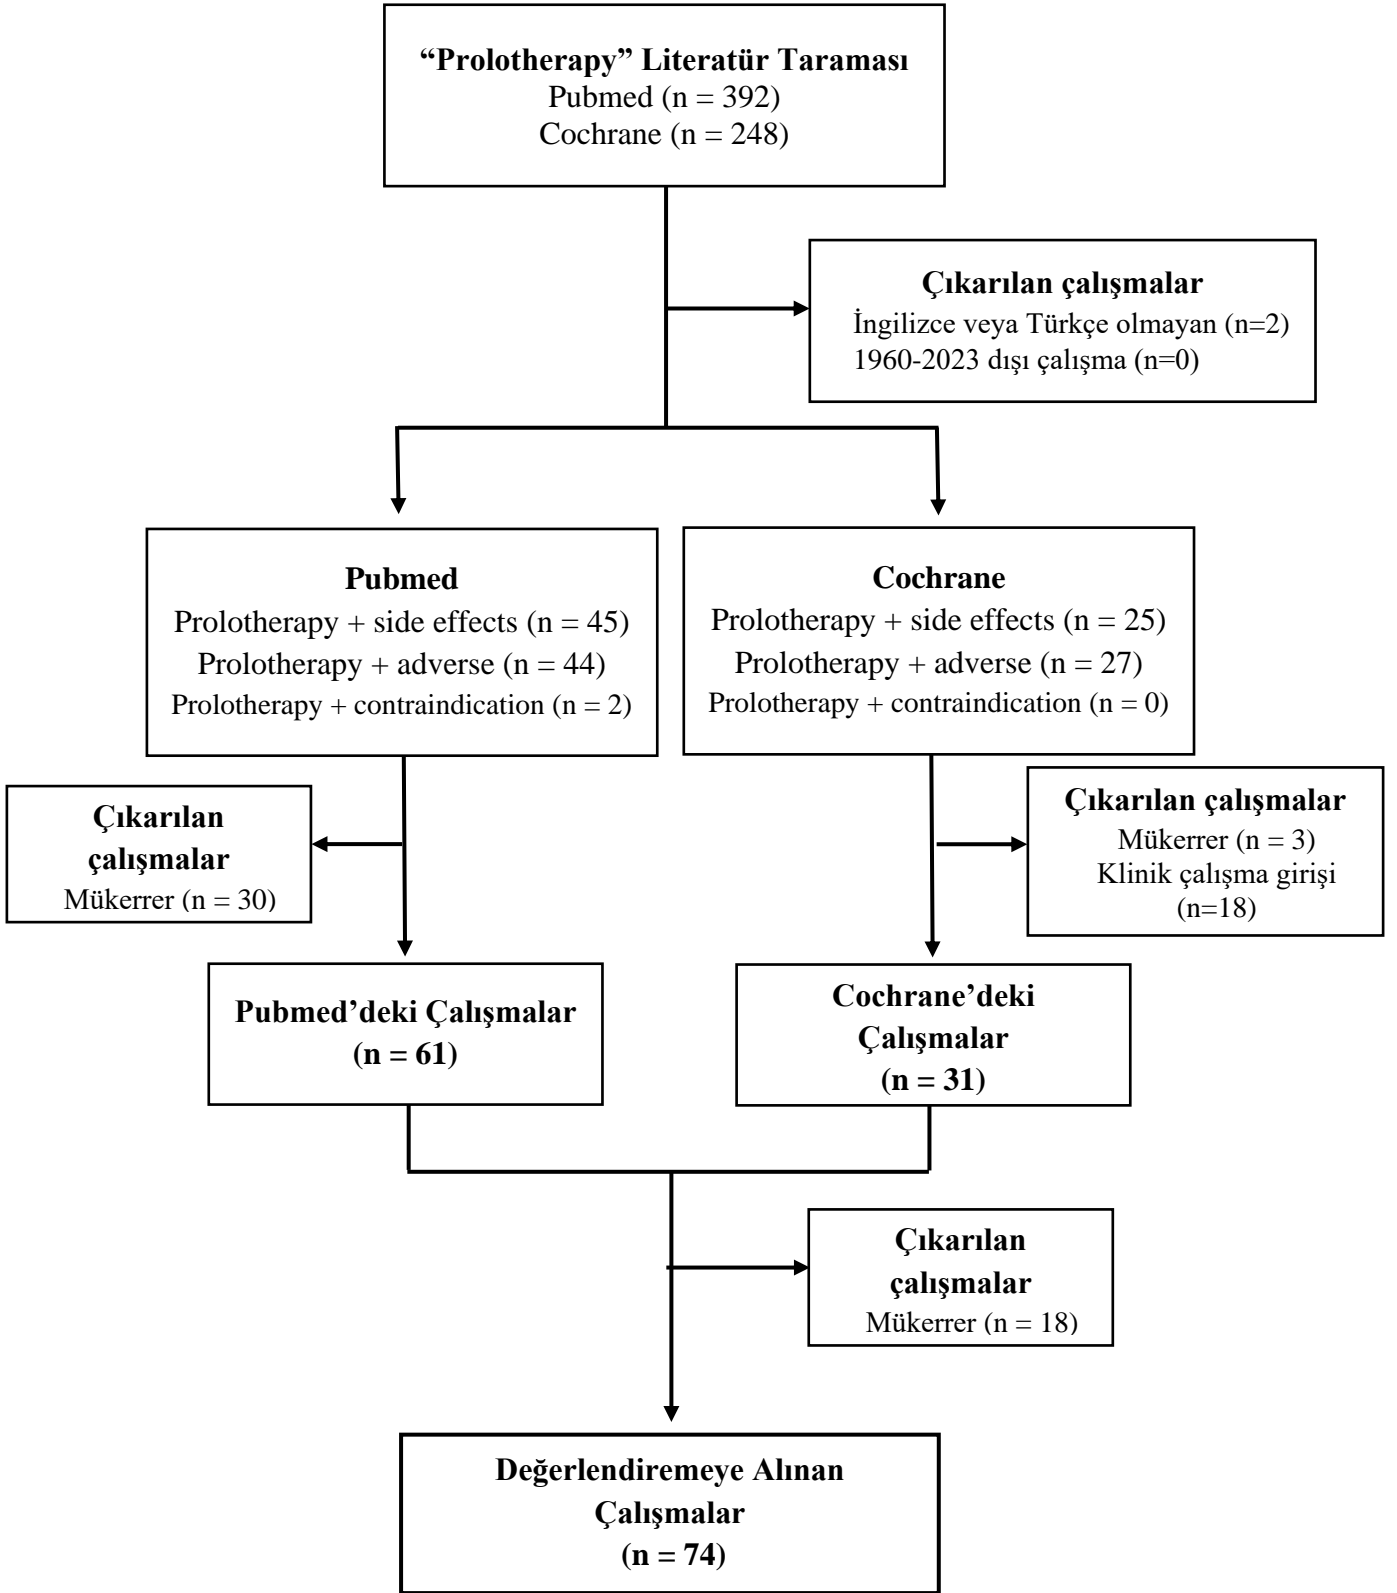 “Prolotherapy” Literatür Taraması
Pubmed (n = 392)
Cochrane (n = 248)
Çıkarılan çalışmalar
İngilizce veya Türkçe olmayan (n=2)
1960-2023 dışı çalışma (n=0)
Pubmed
Prolotherapy + side effects (n = 45)
Prolotherapy + adverse (n = 44)
Prolotherapy + contraindication (n = 2)
Cochrane
Prolotherapy + side effects (n = 25)
Prolotherapy + adverse (n = 27)
Prolotherapy + contraindication (n = 0)
Çıkarılan
çalışmalar
Mükerrer (n = 30)
Çıkarılan çalışmalar
Mükerrer (n = 3)
Klinik çalışma girişi
(n=18)
Pubmed’deki Çalışmalar
(n = 61)
Cochrane’deki
Çalışmalar
(n = 31)
Çıkarılan
çalışmalar
Mükerrer (n = 18)
Değerlendiremeye Alınan
Çalışmalar
(n = 74)